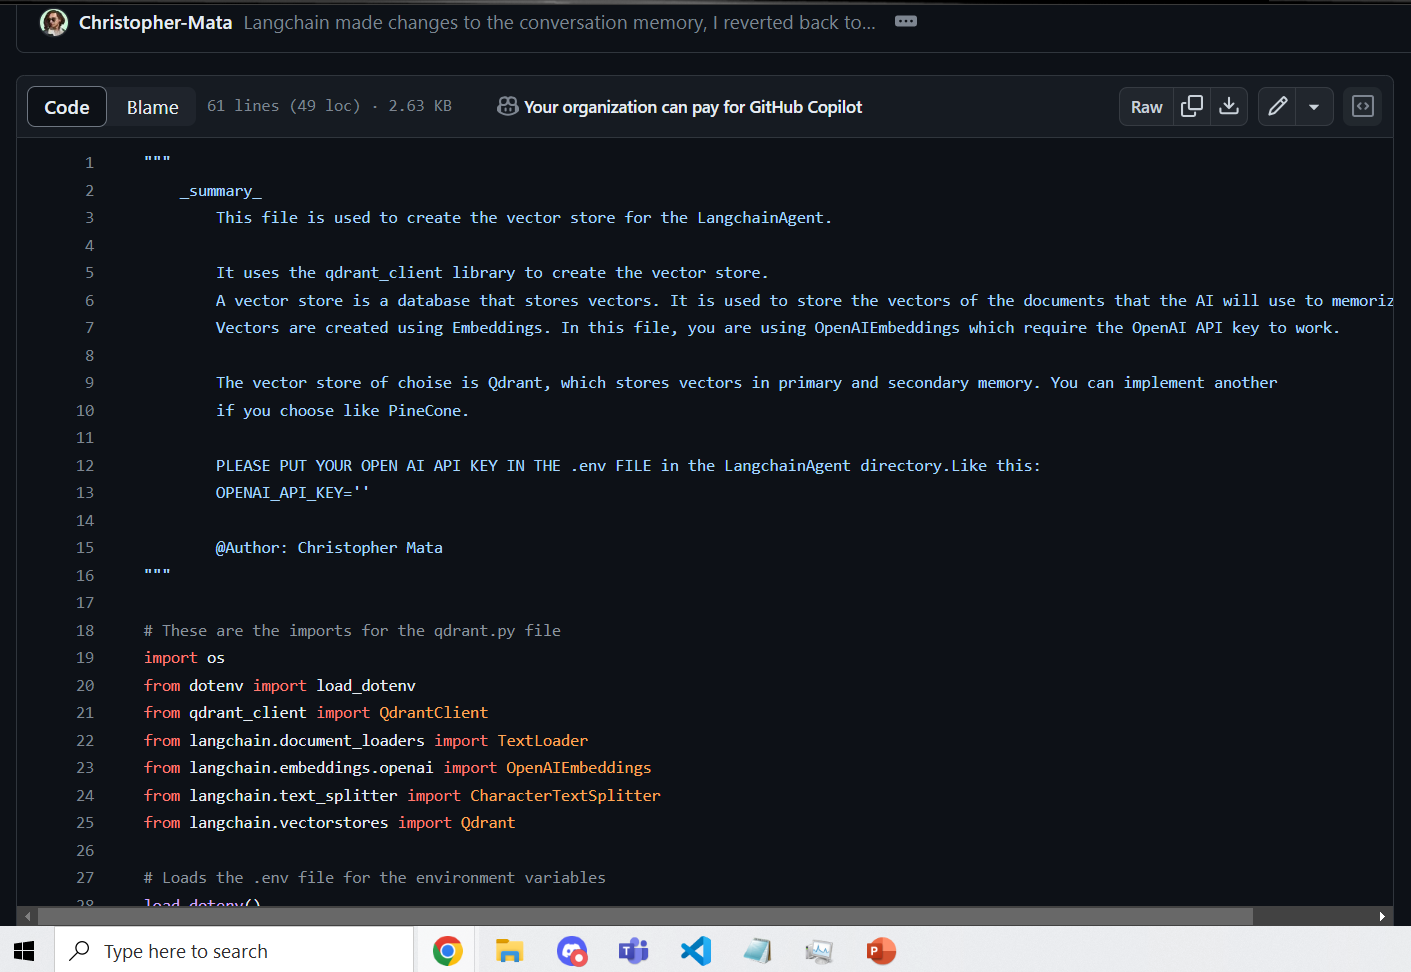 Christopher-Mata Langchain made changes to the conversation memory, I reverted back to...
Code Blame 61 lines (49 loc) · 2.63 KB Your organization can pay for GitHub Copilot Raw
1 """
2 _summary_
3 This file is used to create the vector store for the LangchainAgent.
4
5 It uses the qdrant_client library to create the vector store.
6 A vector store is a database that stores vectors. It is used to store the vectors of the documents that the AI will use to memoriz
7 Vectors are created using Embeddings. In this file, you are using OpenAIEmbeddings which require the OpenAI API key to work.
8
9 The vector store of choise is Qdrant, which stores vectors in primary and secondary memory. You can implement another
10 if you choose like PineCone.
11
12 PLEASE PUT YOUR OPEN AI API KEY IN THE .env FILE in the LangchainAgent directory.Like this:
13 OPENAI_API_KEY=''
14
15 @Author: Christopher Mata
16 """
17
18 # These are the imports for the qdrant.py file
19 import os
20 from dotenv import load_dotenv
21 from qdrant_client import QdrantClient
22 from langchain.document_loaders import TextLoader
23 from langchain.embeddings.openai import OpenAIEmbeddings
24 from langchain.text_splitter import CharacterTextSplitter
25 from langchain.vectorstores import Qdrant
26
27 # Loads the .env file for the environment variables
28 load_dotenv()
Type here to search